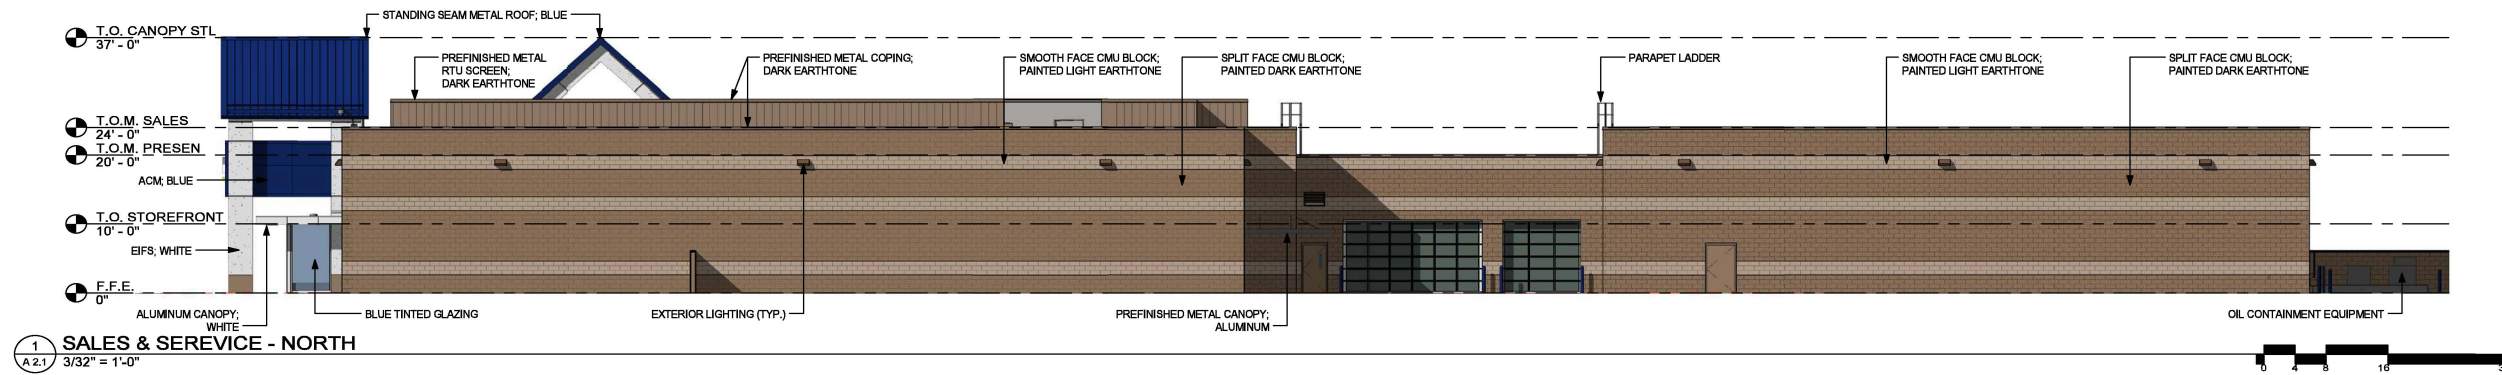 STANDING SEAM METAL ROOF; BLUE
T.O. CANOPY STL
37' - 0"
PREFINISHED METAL
RTU SCREEN;
DARK EARTHTONE
PREFINISHED METAL COPING;
DARK EARTHTONE
SMOOTH FACE CMU BLOCK;
PAINTED LIGHT EARTHTONE
SPLIT FACE CMU BLOCK;
PAINTED DARK EARTHTONE
PARAPET LADDER
SMOOTH FACE CMU BLOCK;
PAINTED LIGHT EARTHTONE
SPLIT FACE CMU BLOCK;
PAINTED DARK EARTHTONE
T.O.M. SALES
24' - 0"
T.O.M. PRESEN
20' - 0"
ACM; BLUE
T.O. STOREFRONT
10' - 0"
EIFS; WHITE
F.F.E.
0"
ALUMINUM CANOPY;
WHITE
BLUE TINTED GLAZING
EXTERIOR LIGHTING (TYP.)
PREFINISHED METAL CANOPY;
ALUMINUM
OIL CONTAINMENT EQUIPMENT
1
A 2.1
SALES & SEREVICE - NORTH
3/32" = 1'-0"
0 4 8 16